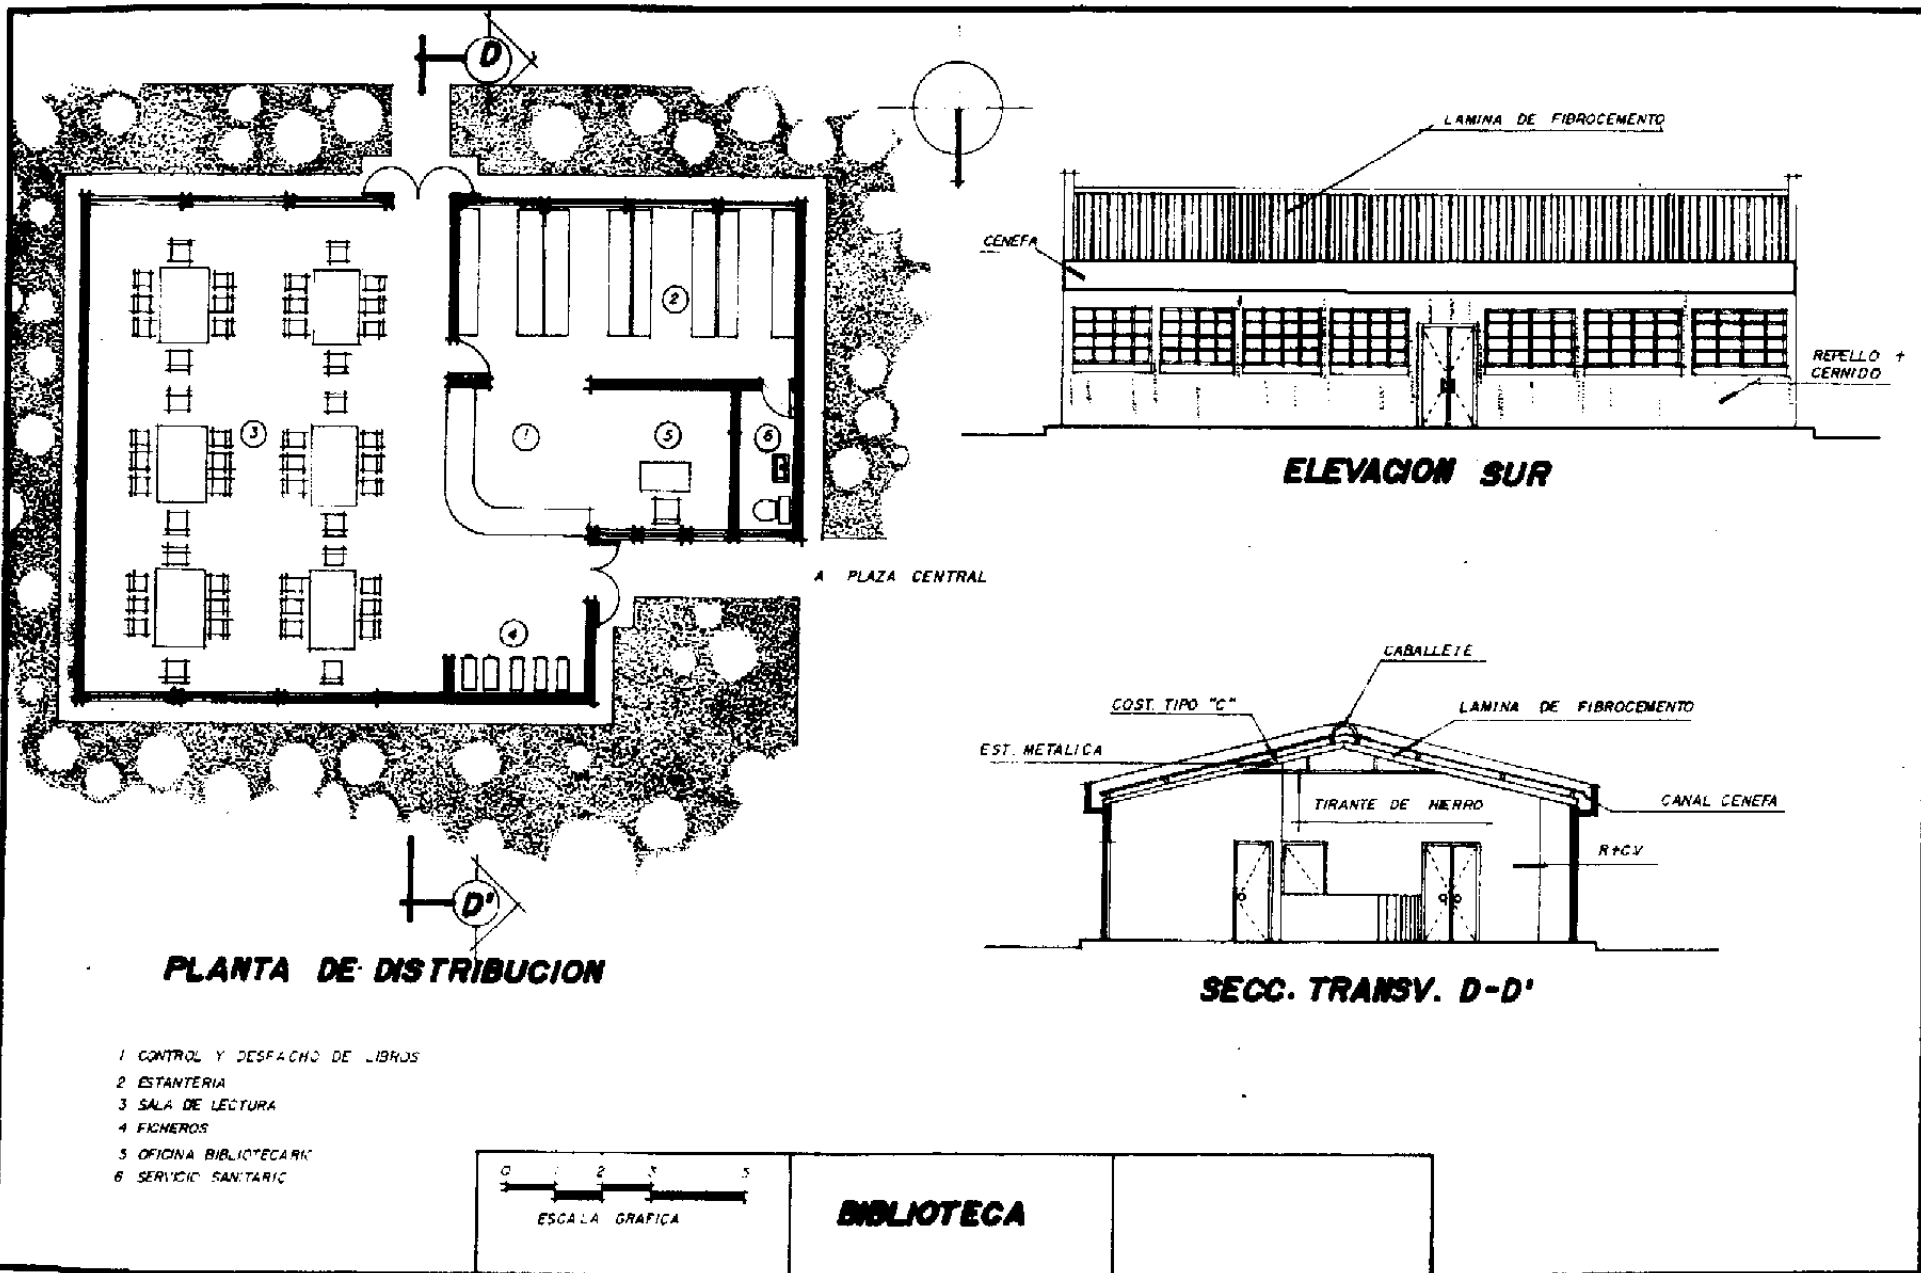 D
LAMINA DE FIBROCEMENTO
CENEFA
REPELLO +
CERNIDO
ELEVACION SUR
2
3
1
5
6
4
A PLAZA CENTRAL
CABALLETE
COST. TIPO "C"
LAMINA DE FIBROCEMENTO
EST. METALICA
TIRANTE DE HIERRO
CANAL CENEFA
R+C.V
D'
PLANTA DE DISTRIBUCION
SECC. TRANSV. D-D'
1 CONTROL Y DESPACHO DE LIBROS
2 ESTANTERIA
3 SALA DE LECTURA
4 FICHEROS
5 OFICINA BIBLIOTECARIO
6 SERVICIO SANITARIO
0 1 2 3 5
ESCALA GRAFICA
BIBLIOTECA